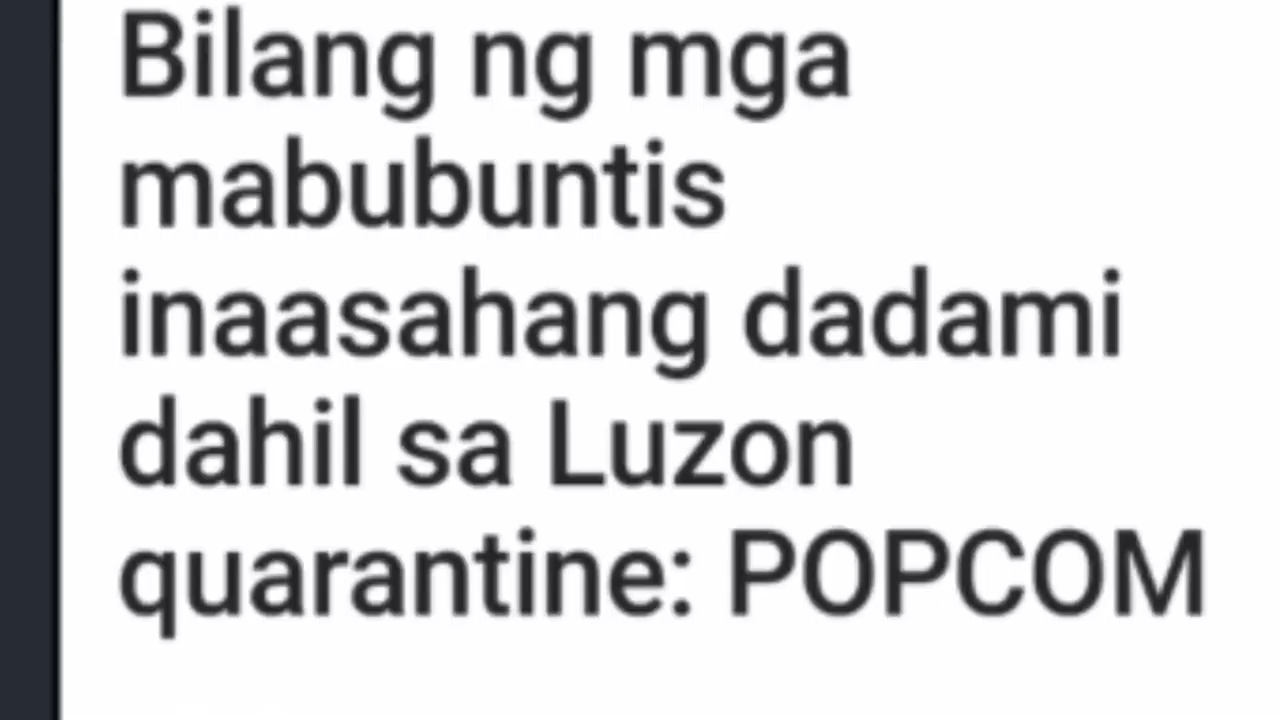 Bilang ng mga
mabubuntis
inaasahang dadami
dahil sa Luzon
quarantine: POPCOM